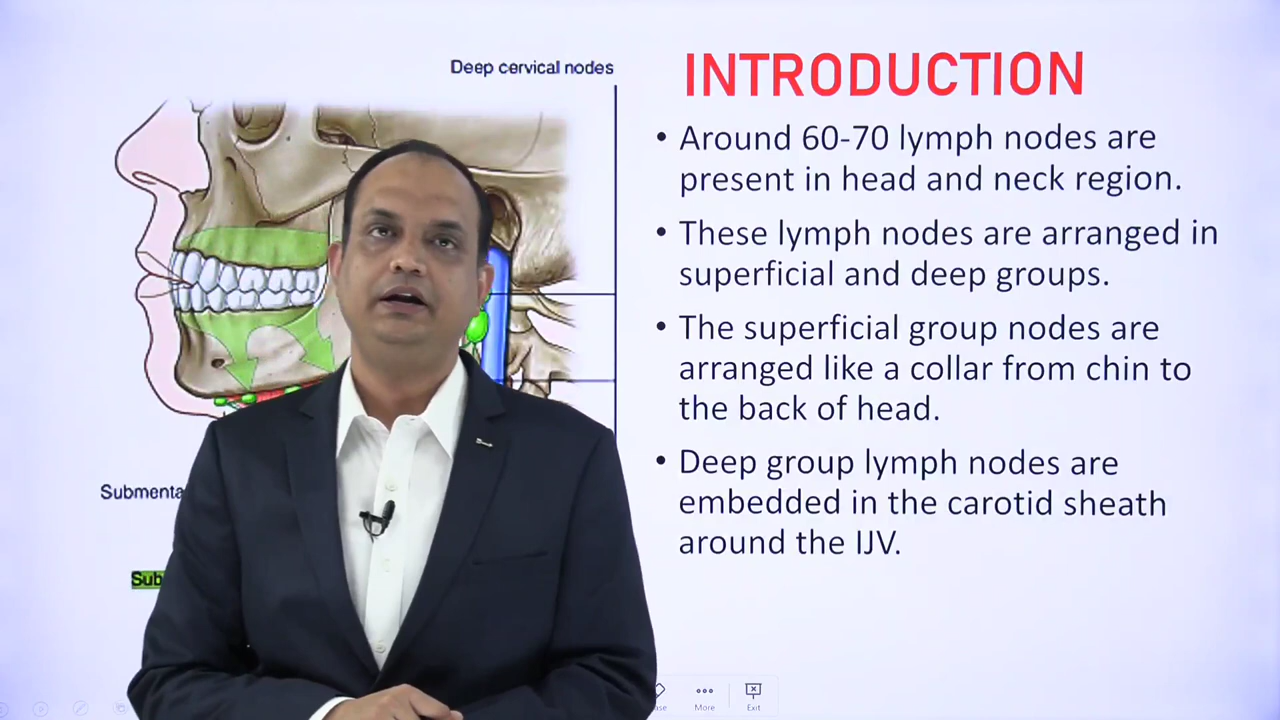 Deep cervical nodes
INTRODUCTION
• Around 60-70 lymph nodes are
present in head and neck region.
• These lymph nodes are arranged in
superficial and deep groups.
• The superficial group nodes are
arranged like a collar from chin to
the back of head.
• Deep group lymph nodes are
embedded in the carotid sheath
around the IJV.
More
Exit